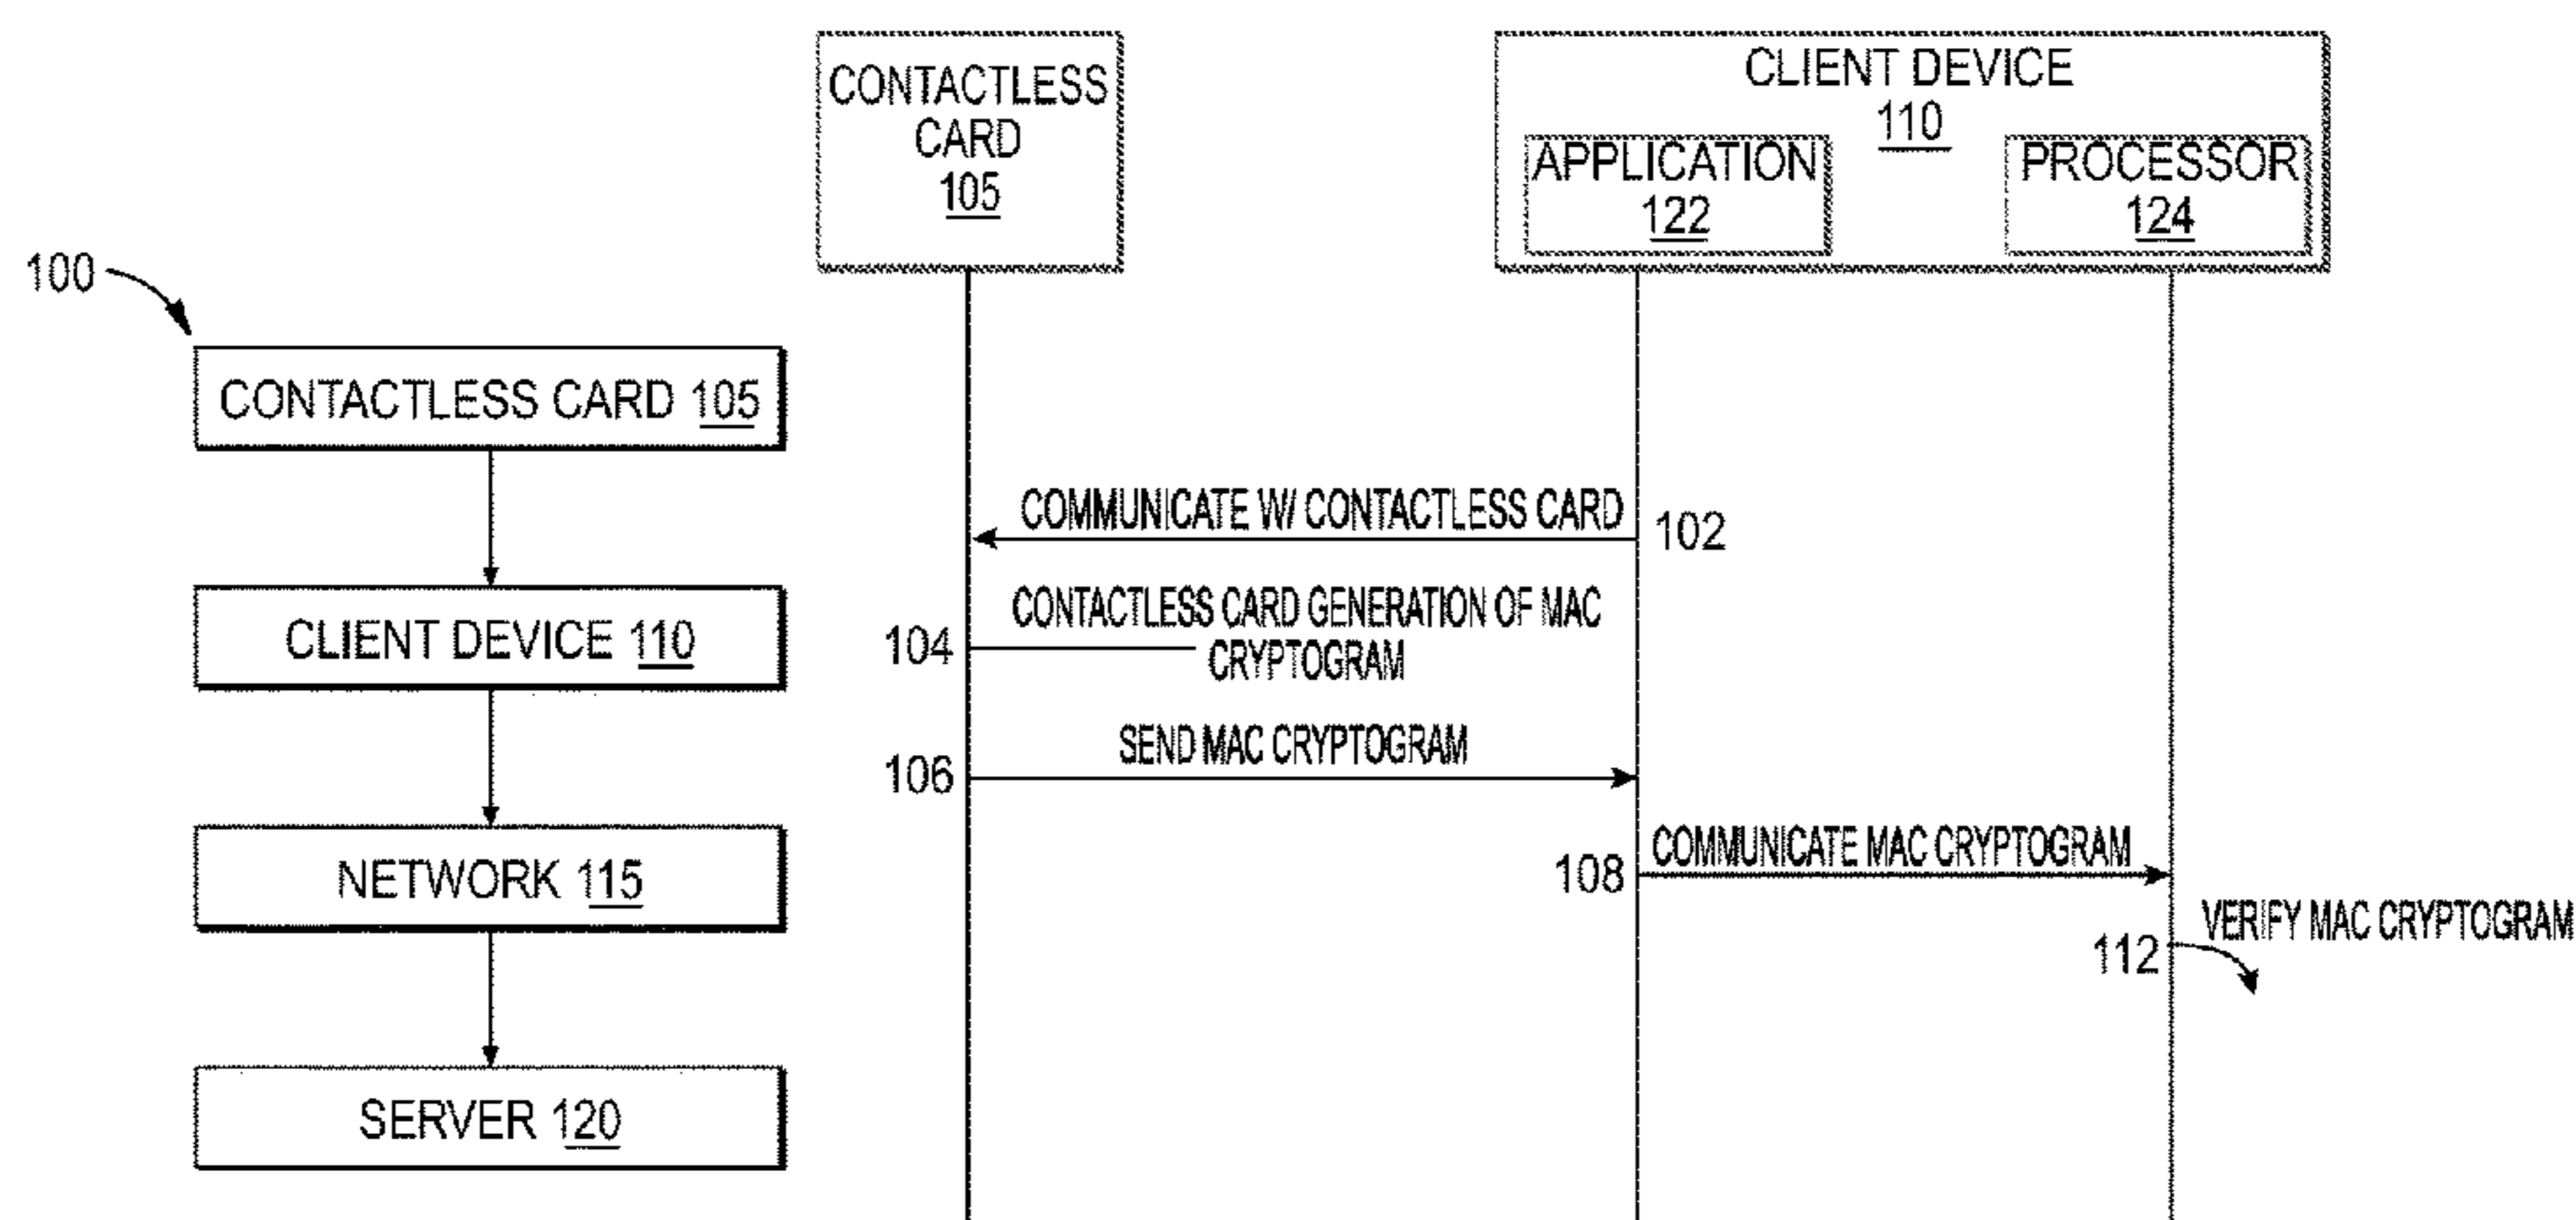 100
CONTACTLESS CARD 105
CLIENT DEVICE 110
NETWORK 115
SERVER 120
CONTACTLESS
CARD
105
CLIENT DEVICE
110
APPLICATION
122
PROCESSOR
124
COMMUNICATE W/ CONTACTLESS CARD
102
CONTACTLESS CARD GENERATION OF MAC
CRYPTOGRAM
104
SEND MAC CRYPTOGRAM
106
COMMUNICATE MAC CRYPTOGRAM
108
VERIFY MAC CRYPTOGRAM
112